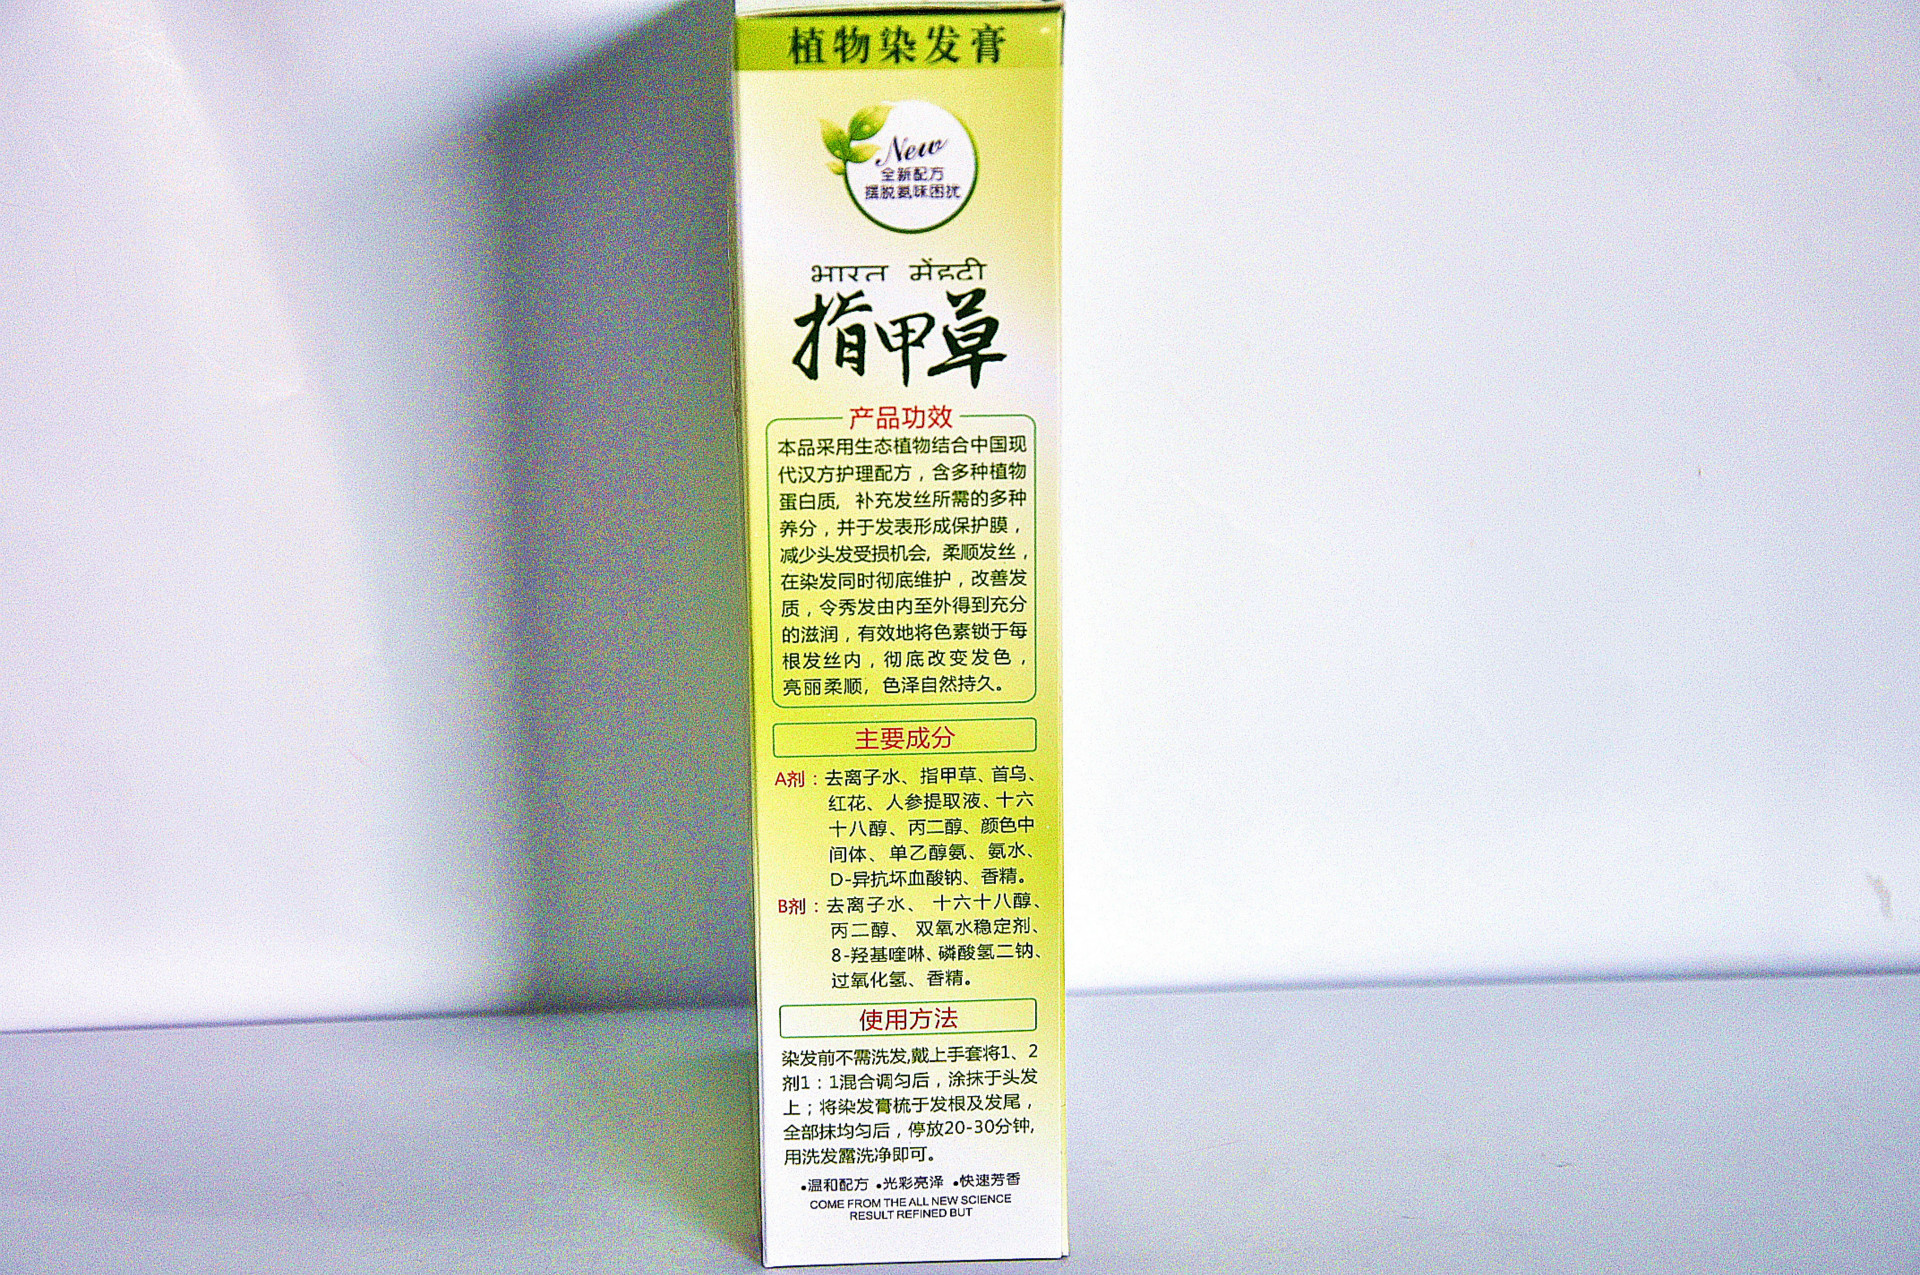 植物染发膏
New
全新配方
摆脱氨味困扰
भारत मेंहदी
指甲草
产品功效
本品采用生态植物结合中国现
代汉方护理配方，含多种植物
蛋白质，补充发丝所需的多种
养分，并于发表形成保护膜，
减少头发受损机会，柔顺发丝，
在染发同时彻底维护，改善发
质，令秀发由内至外得到充分
的滋润，有效地将色素锁于每
根发丝内，彻底改变发色，
亮丽柔顺，色泽自然持久。
主要成分
A剂：去离子水、指甲草、首乌、
红花、人参提取液、十六
十八醇、丙二醇、颜色中
间体、单乙醇氨、氨水、
D-异抗坏血酸钠、香精。
B剂：去离子水、十六十八醇、
丙二醇、双氧水稳定剂、
8-羟基喹啉、磷酸氢二钠、
过氧化氢、香精。
使用方法
染发前不需洗发,戴上手套将1、2
剂1：1混合调匀后，涂抹于头发
上；将染发膏梳于发根及发尾，
全部抹均匀后，停放20-30分钟,
用洗发露洗净即可。
•温和配方 •光彩亮泽 •快速芳香
COME FROM THE ALL NEW SCIENCE
RESULT REFINED BUT